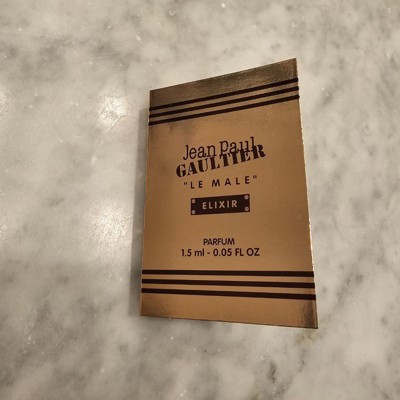 Jean Paul
GAULTIER
"LE MALE"
ELIXIR
PARFUM
1.5 ml - 0.05 FL OZ